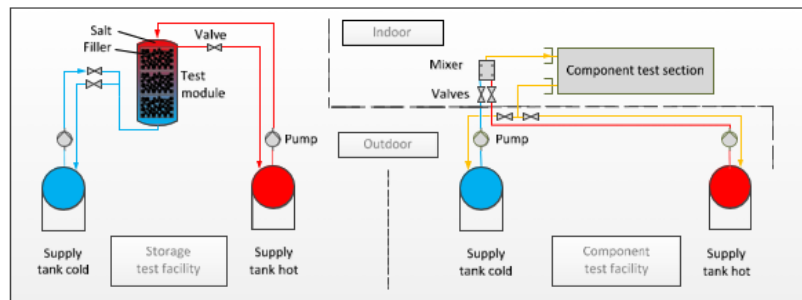 Salt
Filler
Valve
Test
module
Pump
Supply
tank cold
Storage
test facility
Supply
tank hot
Indoor
Outdoor
Mixer
Valves
Component test section
Pump
Supply
tank cold
Component
test facility
Supply
tank hot